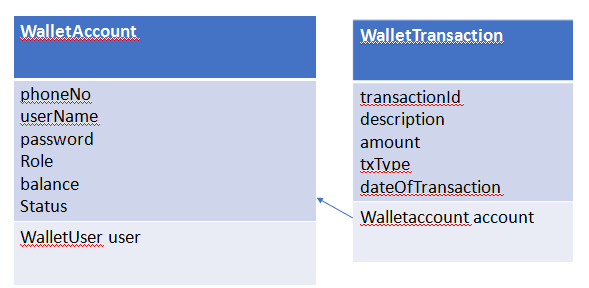 WalletAccount
phoneNo
userName
password
Role
balance
Status
WalletUser user
WalletTransaction
transactionId
description
amount
txType
dateOfTransaction
Walletaccount account